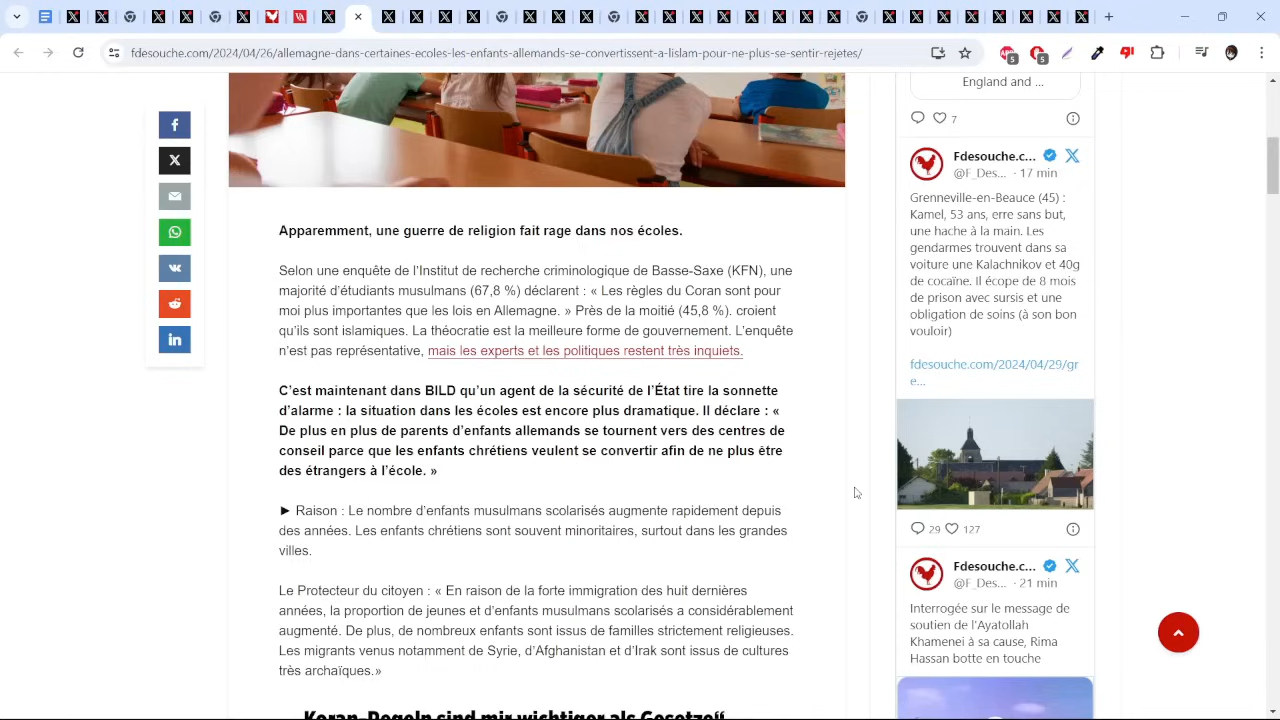 fdesouche.com/2024/04/26/allemagne-dans-certaines-ecoles-les-enfants-allemands-se-convertissent-a-lislam-pour-ne-plus-se-sentir-rejetes/
5
5
Apparemment, une guerre de religion fait rage dans nos écoles.
Selon une enquête de l'Institut de recherche criminologique de Basse-Saxe (KFN), une
majorité d'étudiants musulmans (67,8 %) déclarent : « Les règles du Coran sont pour
moi plus importantes que les lois en Allemagne. » Près de la moitié (45,8 %). croient
qu'ils sont islamiques. La théocratie est la meilleure forme de gouvernement. L'enquête
n'est pas représentative, mais les experts et les politiques restent très inquiets.
C'est maintenant dans BILD qu'un agent de la sécurité de l'État tire la sonnette
d'alarme : la situation dans les écoles est encore plus dramatique. Il déclare : «
De plus en plus de parents d'enfants allemands se tournent vers des centres de
conseil parce que les enfants chrétiens veulent se convertir afin de ne plus être
des étrangers à l'école. »
► Raison : Le nombre d'enfants musulmans scolarisés augmente rapidement depuis
des années. Les enfants chrétiens sont souvent minoritaires, surtout dans les grandes
villes.
Le Protecteur du citoyen : « En raison de la forte immigration des huit dernières
années, la proportion de jeunes et d'enfants musulmans scolarisés a considérablement
augmenté. De plus, de nombreux enfants sont issus de familles strictement religieuses.
Les migrants venus notamment de Syrie, d'Afghanistan et d'Irak sont issus de cultures
très archaïques.»
Koran-Regeln sind mir wichtiger als Gesetze“
England and ...
7
Fdesouche.c...
@F_Des... · 17 min
Grenneville-en-Beauce (45) :
Kamel, 53 ans, erre sans but,
une hache à la main. Les
gendarmes trouvent dans sa
voiture une Kalachnikov et 40g
de cocaïne. Il écope de 8 mois
de prison avec sursis et une
obligation de soins (à son bon
vouloir)
fdesouche.com/2024/04/29/gr
e...
29 127
Fdesouche.c...
@F_Des... · 21 min
Interrogée sur le message de
soutien de l'Ayatollah
Khamenei à sa cause, Rima
Hassan botte en touche